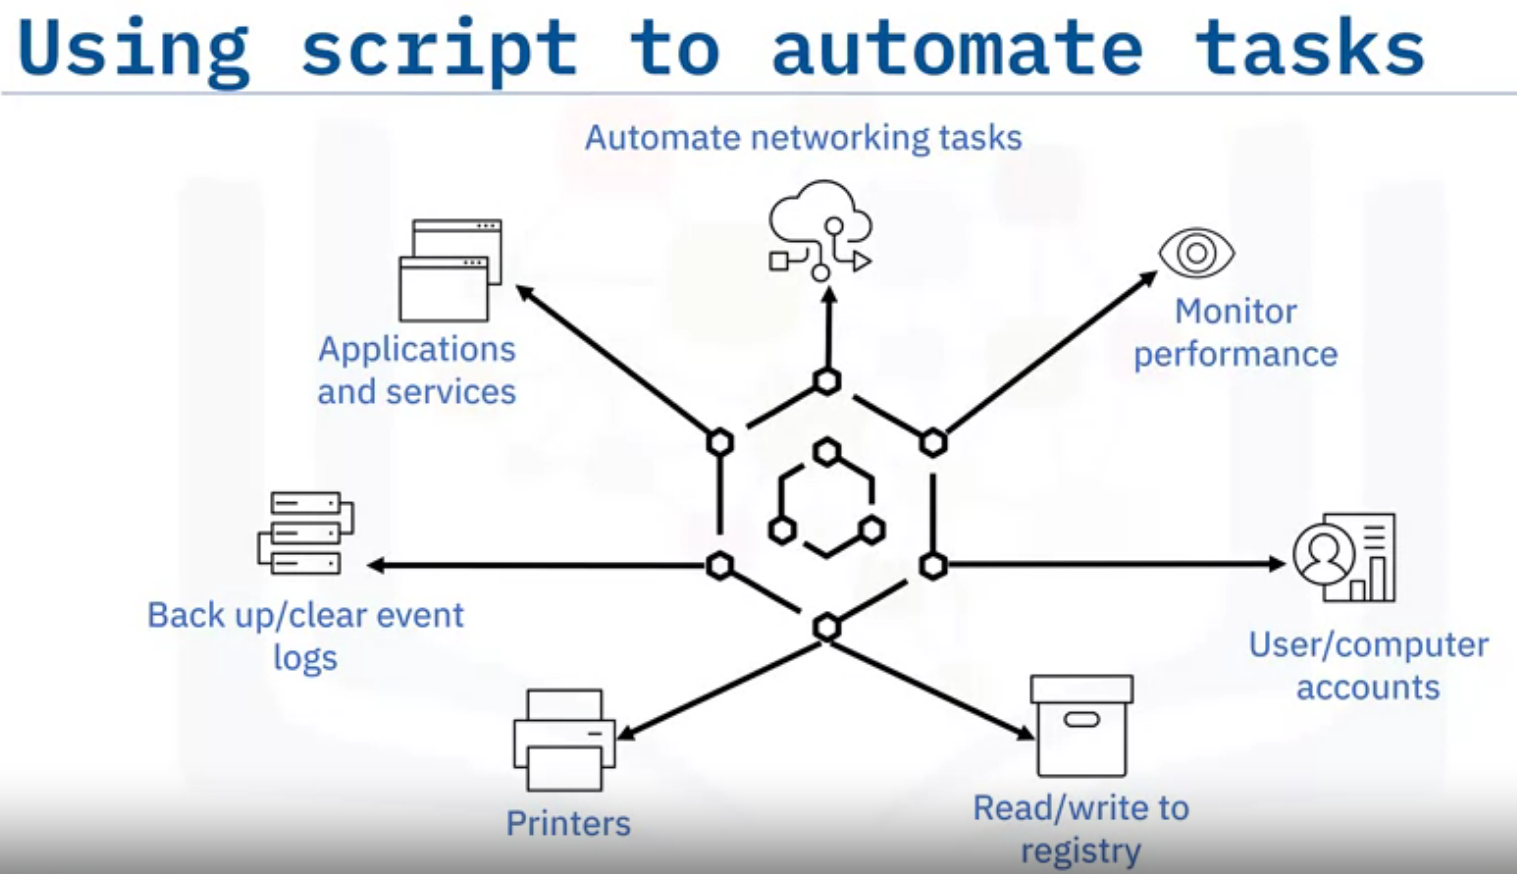 Using script to automate tasks
Automate networking tasks
Applications
and services
Monitor
performance
Back up/clear event
logs
User/computer
accounts
Printers
Read/write to
registry